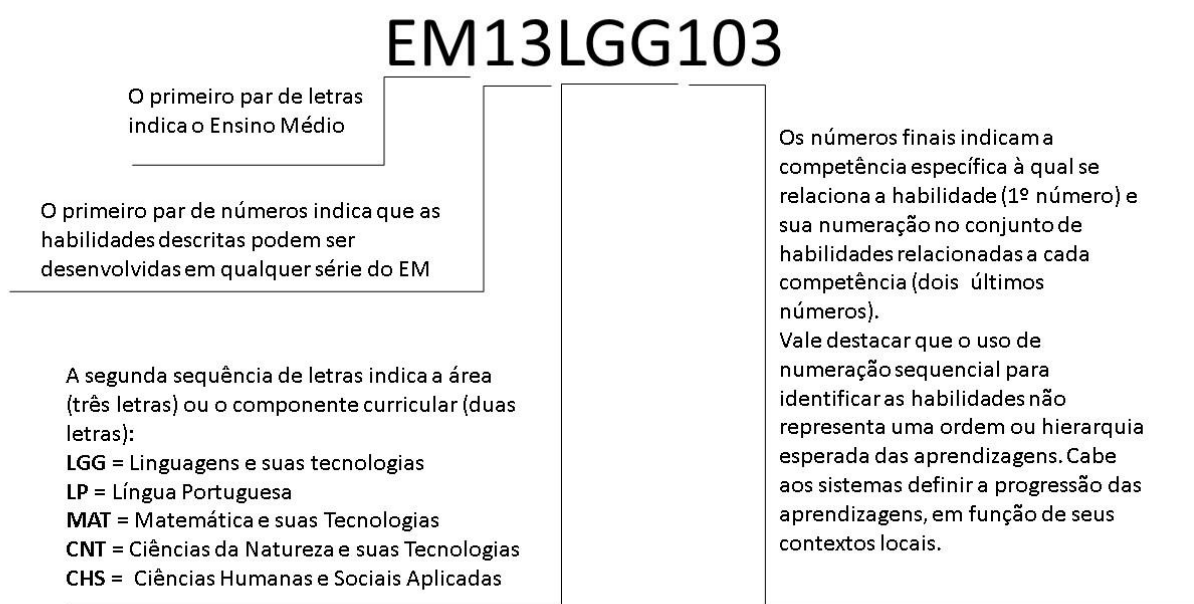 EM13LGG103
O primeiro par de letras
indica o Ensino Médio
O primeiro par de números indica que as
habilidades descritas podem ser
desenvolvidas em qualquer série do EM
A segunda sequência de letras indica a área
(três letras) ou o componente curricular (duas
letras):
LGG = Linguagens e suas tecnologias
LP = Língua Portuguesa
MAT = Matemática e suas Tecnologias
CNT = Ciências da Natureza e suas Tecnologias
CHS = Ciências Humanas e Sociais Aplicadas
Os números finais indicam a
competência específica à qual se
relaciona a habilidade (1º número) e
sua numeração no conjunto de
habilidades relacionadas a cada
competência (dois últimos
números).
Vale destacar que o uso de
numeração sequencial para
identificar as habilidades não
representa uma ordem ou hierarquia
esperada das aprendizagens. Cabe
aos sistemas definir a progressão das
aprendizagens, em função de seus
contextos locais.